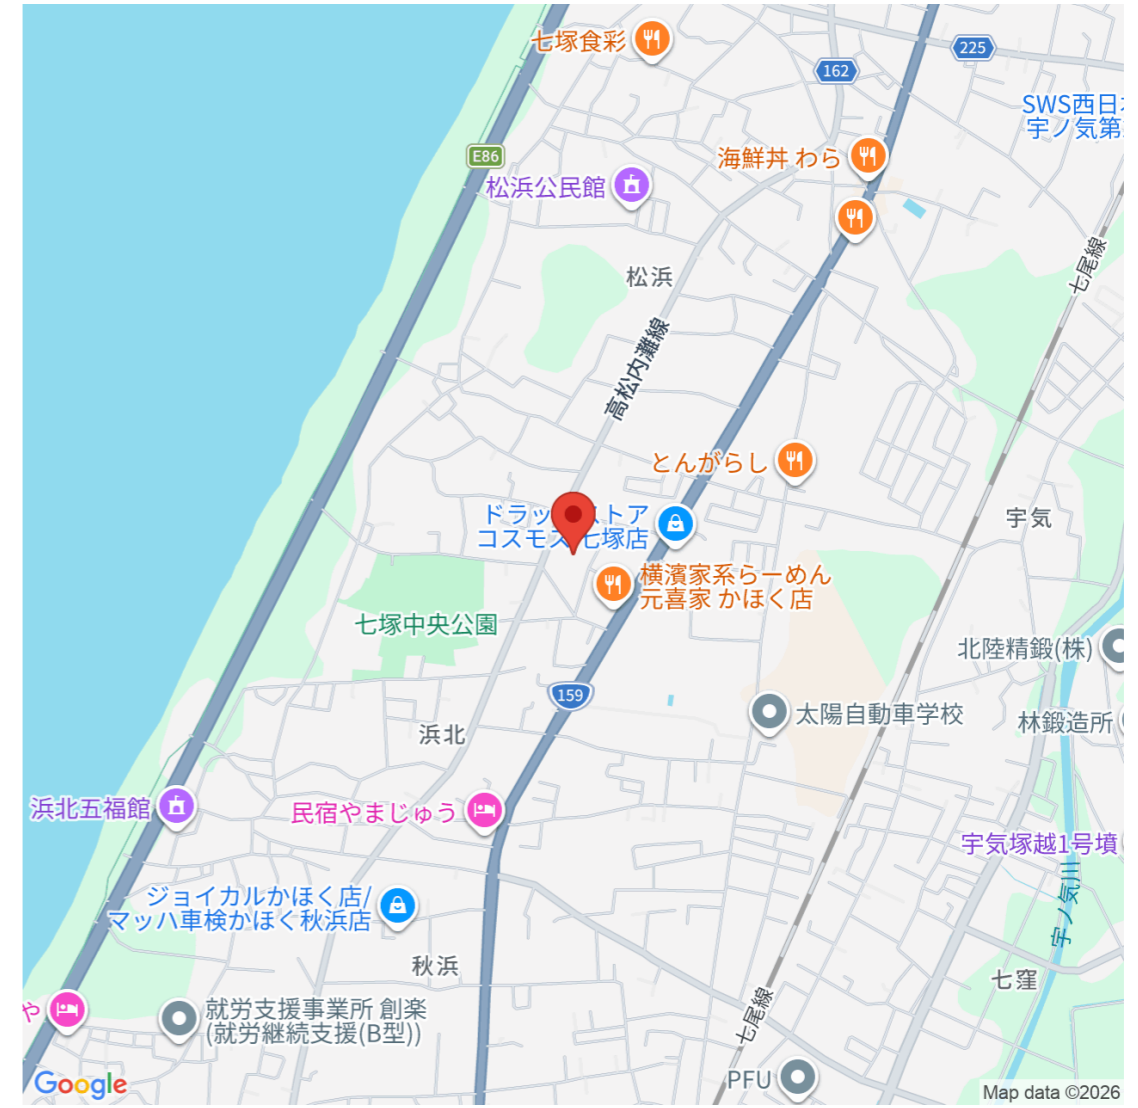 七塚食彩
225
162
SWS西日本
宇ノ気第
E86
海鮮丼 わら
松浜公民館
七尾線
松浜
高松内灘線
とんがらし
ドラッグストア
コスモス 七塚店
宇気
横濱家系らーめん
元喜家 かほく店
七塚中央公園
北陸精鍛(株)
159
太陽自動車学校
林鍛造所
浜北
浜北五福館
民宿やまじゅう
宇気塚越1号墳
ジョイカルかほく店/
マッハ車検かほく秋浜店
宇ノ気川
秋浜
七窪
や
就労支援事業所 創楽
(就労継続支援(B型))
七尾線
PFU
Google
Map data ©2026